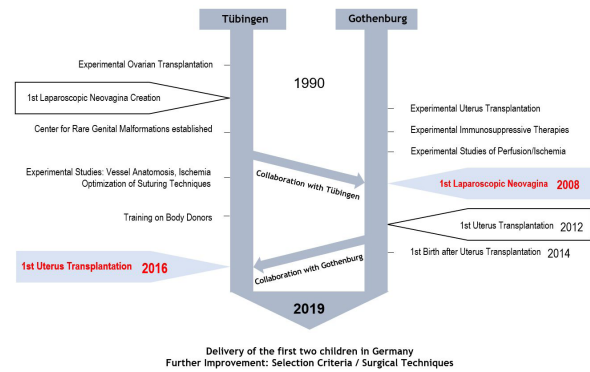 Tübingen
Gothenburg
Experimental Ovarian Transplantation
1990
1st Laparoscopic Neovagina Creation
Experimental Uterus Transplantation
Center for Rare Genital Malformations established
Experimental Immosuppressive Therapies
Experimental Studies of Perfusion/Ischemia
Collaboration with Tübingen
Experimental Studies: Vessel Anatomosis, Ischemia
Optimization of Suturing Techniques
1st Laparoscopic Neovagina 2008
Training on Body Donors
1st Uterus Transplantation 2012
Collaboration with Gothenburg
1st Birth after Uterus Transplantation 2014
1st Uterus Transplantation 2016
2019
Delivery of the first two children in Germany
Further Improvement: Selection Criteria / Surgical Techniques